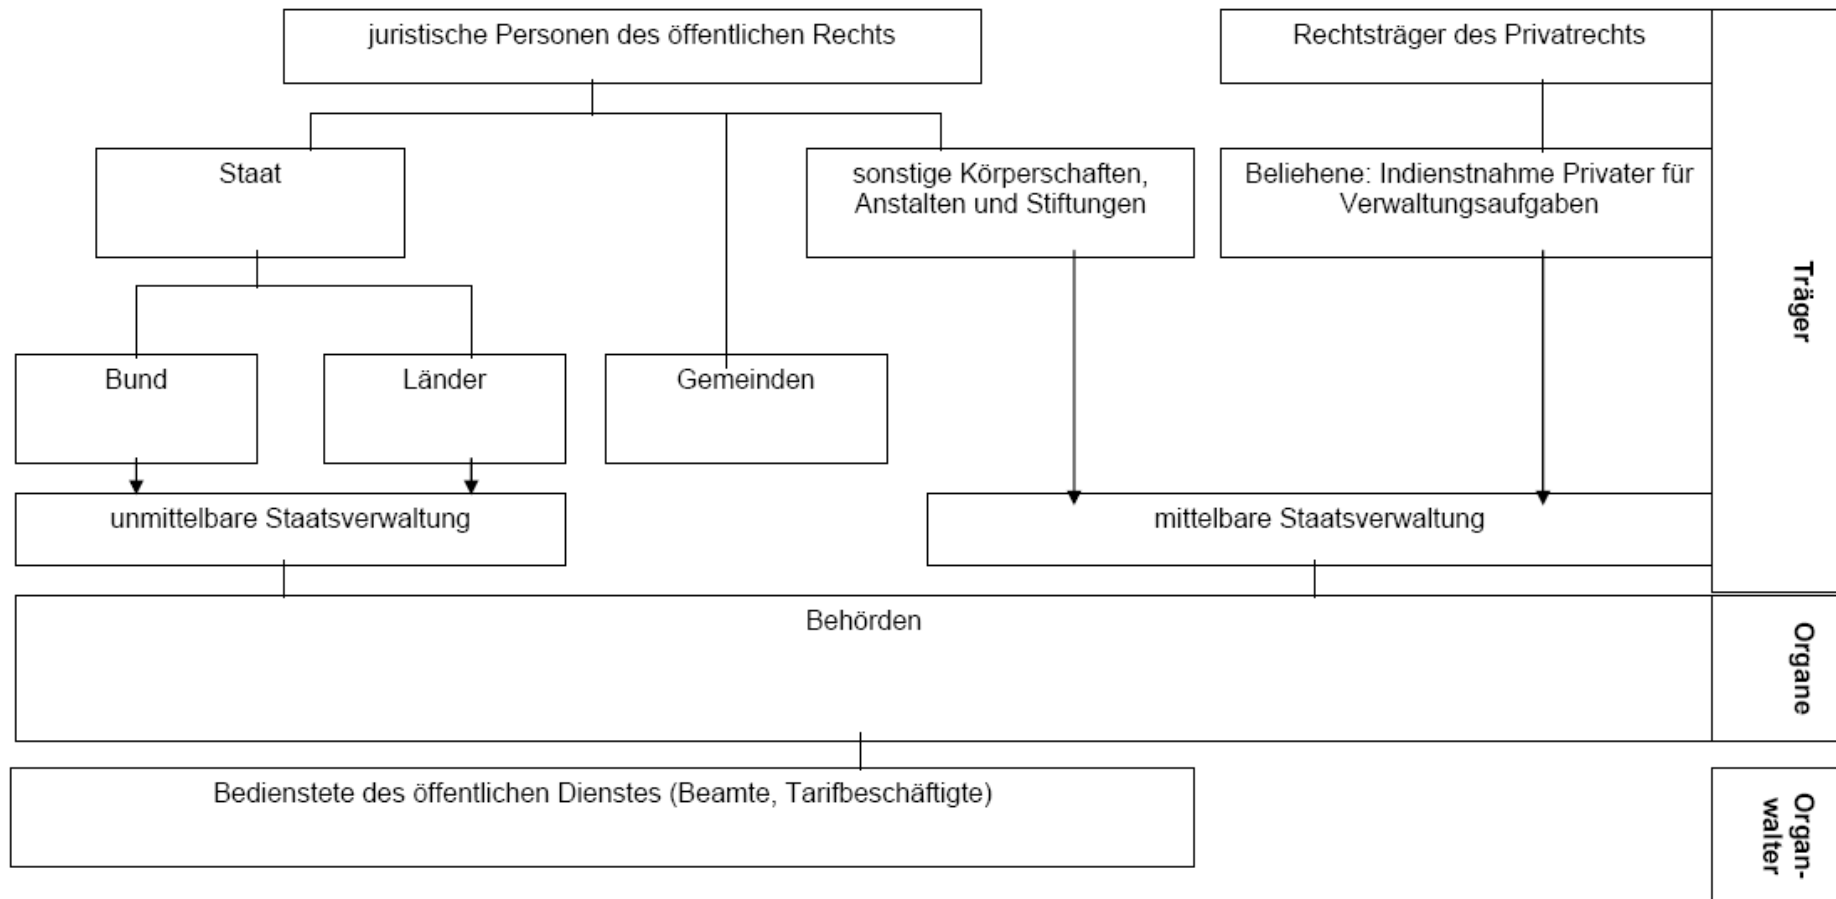 juristische Personen des öffentlichen Rechts
Rechtsträger des Privatrechts
Staat
sonstige Körperschaften,
Anstalten und Stiftungen
Beliehene: Indienstnahme Privater für
Verwaltungsaufgaben
Träger
Bund
Länder
Gemeinden
unmittelbare Staatsverwaltung
mittelbare Staatsverwaltung
Behörden
Organe
Bedienstete des öffentlichen Dienstes (Beamte, Tarifbeschäftigte)
Organ-
walter